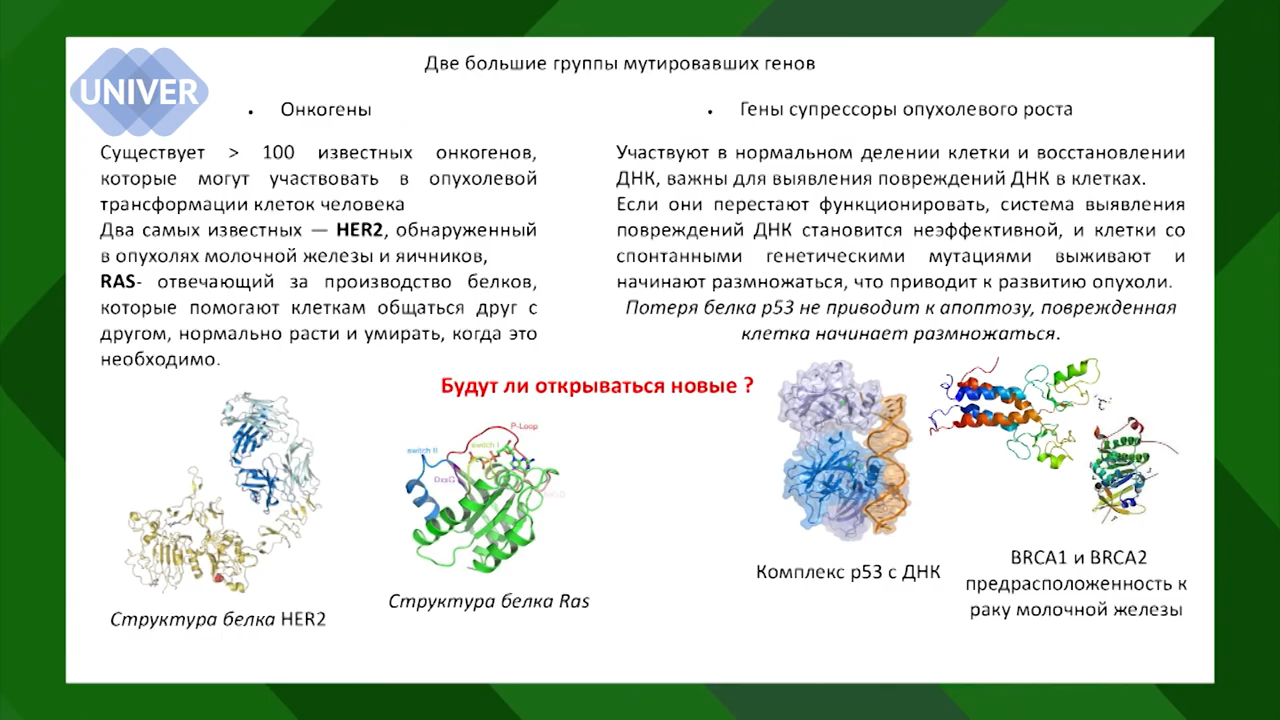 UNIVER
Две большие группы мутировавших генов
• Онкогены
Существует > 100 известных онкогенов,
которые могут участвовать в опухолевой
трансформации клеток человека
Два самых известных — HER2, обнаруженный
в опухолях молочной железы и яичников,
RAS- отвечающий за производство белков,
которые помогают клеткам общаться друг с
другом, нормально расти и умирать, когда это
необходимо.
• Гены супрессоры опухолевого роста
Участвуют в нормальном делении клетки и восстановлении
ДНК, важны для выявления повреждений ДНК в клетках.
Если они перестают функционировать, система выявления
повреждений ДНК становится неэффективной, и клетки со
спонтанными генетическими мутациями выживают и
начинают размножаться, что приводит к развитию опухоли.
Потеря белка p53 не приводит к апоптозу, поврежденная
клетка начинает размножаться.
Будут ли открываться новые ?
P-Loop
switch I
switch II
DxxG
Структура белка HER2
Структура белка Ras
Комплекс p53 с ДНК
BRCA1 и BRCA2
предрасположенность к
раку молочной железы